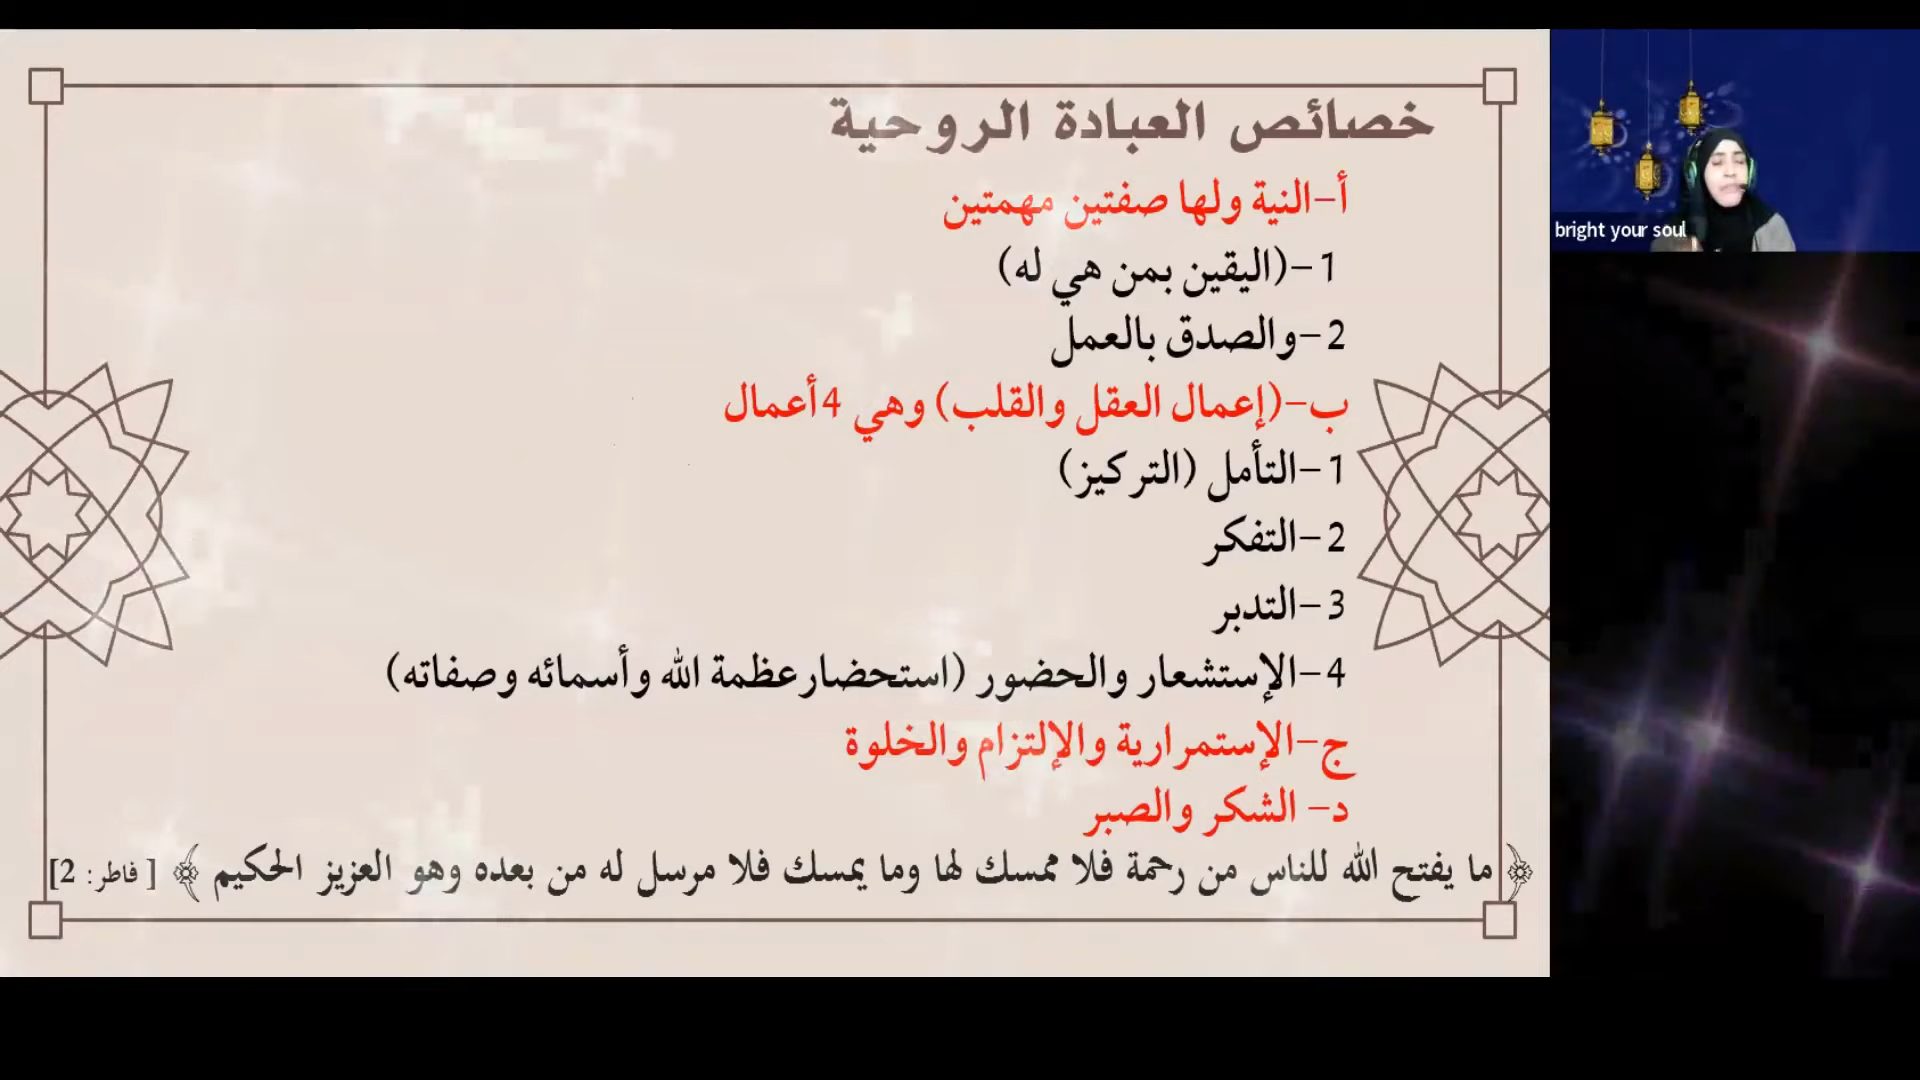 خصائص العبادة الروحية
أ-النية ولها صفتين مهمتين
1-(اليقين بمن هي له)
2-والصدق بالعمل
ب-(إعمال العقل والقلب) وهي 4أعمال
1-التأمل (التركيز)
2-التفكر
3-التدبر
4-الإستشعار والحضور (استحضارعظمة الله وأسمائه وصفاته)
ج-الإستمرارية والإلتزام والخلوة
د- الشكر والصبر
﴿ ما يفتح الله للناس من رحمة فلا ممسك لها وما يمسك فلا مرسل له من بعده وهو العزيز الحكيم ﴾ [ فاطر: 2]
bright your soul